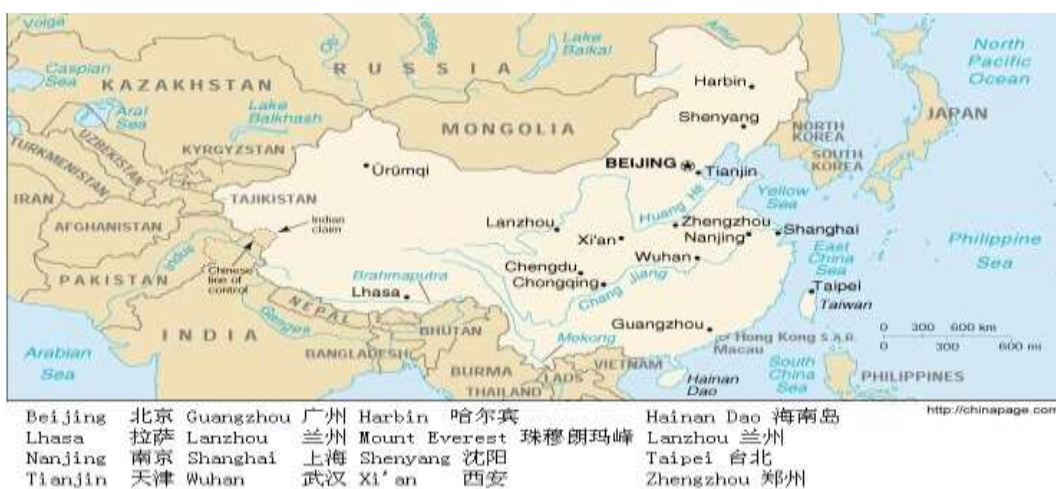 Volga
Ob
Yenisey
Lake
Baikal
Amur
North
Pacific
Ocean
RUSSIA
Caspian
Sea
KAZAKHSTAN
Aral
Sea
Lake
Balkhash
Harbin
MONGOLIA
Shenyang
JAPAN
NORTH
KOREA
UZBEKISTAN
KYRGYZSTAN
TURKMENISTAN
Ürümqi
BEIJING
Tianjin
SOUTH
KOREA
IRAN
TAJIKISTAN
Yellow
Sea
AFGHANISTAN
Indian
claim
Lanzhou
Huang He
Zhengzhou
Xi'an
Nanjing
Shanghai
Indus
Wuhan
East
China
Sea
Philippine
Sea
PAKISTAN
Chinese
line of
control
Chengdu
Chongqing
Chang Jiang
Brahmaputra
Lhasa
NEPAL
Taipei
Taiwan
INDIA
Ganges
BHUTAN
Mekong
Guangzhou
Hong Kong S.A.R.
Macau
0 300 600 km
0 300 600 mi
Arabian
Sea
BANGLADESH
BURMA
VIETNAM
LAOS
THAILAND
Hainan
Dao
South
China
Sea
PHILIPPINES
http://chinapage.com
Beijing 北京 Guangzhou 广州 Harbin 哈尔宾 Hainan Dao 海南岛
Lhasa 拉萨 Lanzhou 兰州 Mount Everest 珠穆朗玛峰 Lanzhou 兰州
Nanjing 南京 Shanghai 上海 Shenyang 沈阳 Taipei 台北
Tianjin 天津 Wuhan 武汉 Xi'an 西安 Zhengzhou 郑州